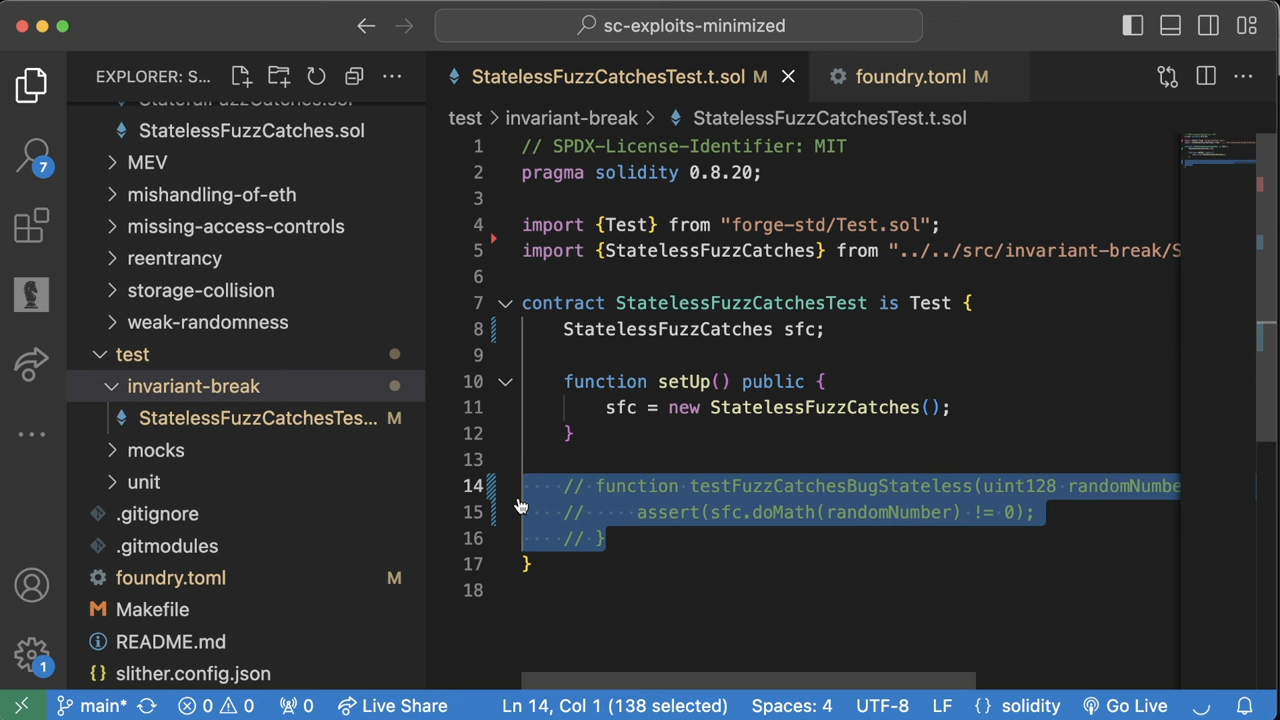 sc-exploits-minimized
EXPLORER: S...
StatefulFuzzCatches.sol
StatelessFuzzCatches.sol
MEV
mishandling-of-eth
missing-access-controls
reentrancy
storage-collision
weak-randomness
test
invariant-break
StatelessFuzzCatchesTes... M
mocks
unit
.gitignore
.gitmodules
foundry.toml M
Makefile
README.md
slither.config.json
7
1
StatelessFuzzCatchesTest.t.sol M
foundry.toml M
test > invariant-break > StatelessFuzzCatchesTest.t.sol
1 // SPDX-License-Identifier: MIT
2 pragma solidity 0.8.20;
3
4 import {Test} from "forge-std/Test.sol";
5 import {StatelessFuzzCatches} from "../../src/invariant-break/S
6
7 contract StatelessFuzzCatchesTest is Test {
8 StatelessFuzzCatches sfc;
9
10 function setUp() public {
11 sfc = new StatelessFuzzCatches();
12 }
13
14 // function testFuzzCatchesBugStateless(uint128 randomNumbe
15 // assert(sfc.doMath(randomNumber) != 0);
16 // }
17 }
18
main* 0 0 0 Live Share Ln 14, Col 1 (138 selected) Spaces: 4 UTF-8 LF {} solidity Go Live